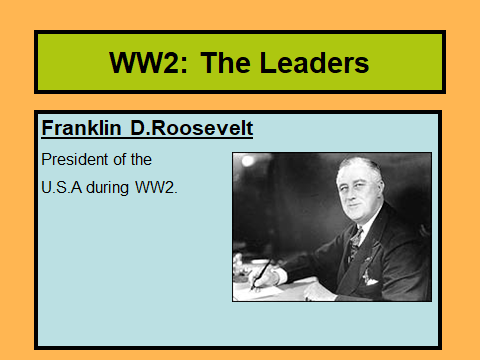 WW2: The Leaders
Franklin D.Roosevelt
President of the
U.S.A during WW2.